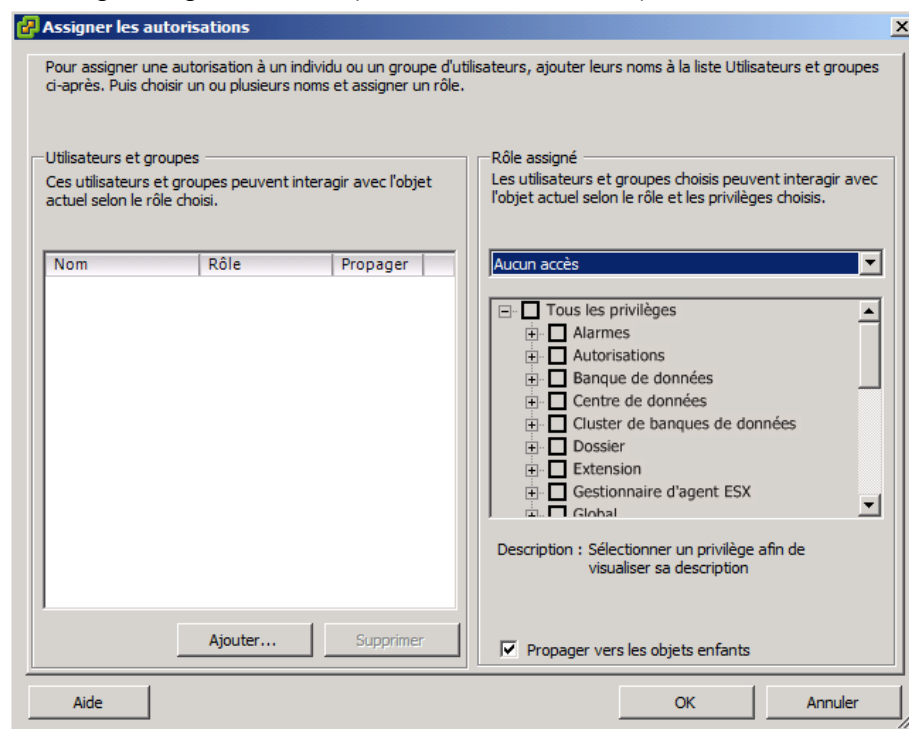 Assigner les autorisations
Pour assigner une autorisation à un individu ou un groupe d'utilisateurs, ajouter leurs noms à la liste Utilisateurs et groupes
ci-après. Puis choisir un ou plusieurs noms et assigner un rôle.
Utilisateurs et groupes
Ces utilisateurs et groupes peuvent interagir avec l'objet
actuel selon le rôle choisi.
Nom Rôle Propager
Ajouter... Supprimer
Rôle assigné
Les utilisateurs et groupes choisis peuvent interagir avec
l'objet actuel selon le rôle et les privilèges choisis.
Aucun accès
Tous les privilèges
Alarmes
Autorisations
Banque de données
Centre de données
Cluster de banques de données
Dossier
Extension
Gestionnaire d'agent ESX
Global
Description : Sélectionner un privilège afin de
visualiser sa description
Propager vers les objets enfants
Aide OK Annuler